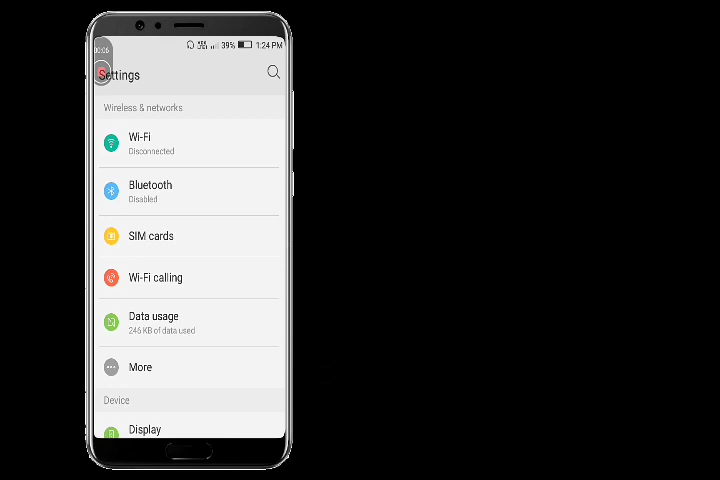 39% 1:24 PM
00:06
Settings
Wireless & networks
Wi-Fi
Disconnected
Bluetooth
Disabled
SIM cards
Wi-Fi calling
Data usage
246 KB of data used
More
Device
Display